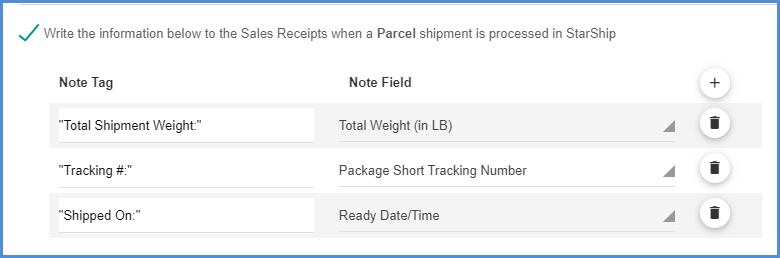 Write the information below to the Sales Receipts when a Parcel shipment is processed in StarShip
Note Tag Note Field
"Total Shipment Weight:" Total Weight (in LB)
"Tracking #:" Package Short Tracking Number
"Shipped On:" Ready Date/Time